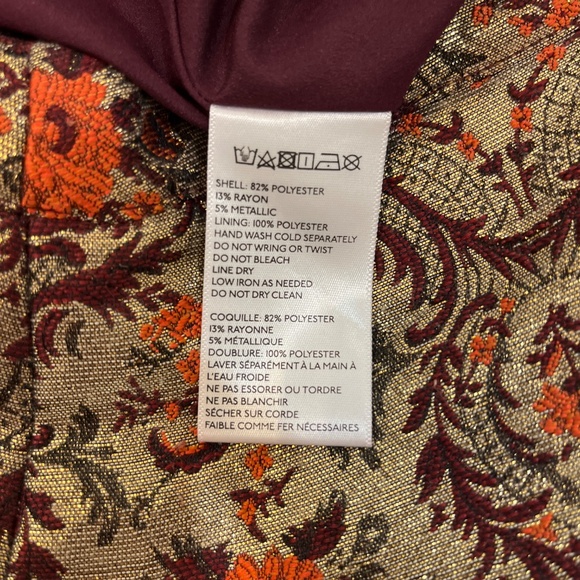 SHELL: 82% POLYESTER
13% RAYON
5% METALLIC
LINING: 100% POLYESTER
HAND WASH COLD SEPARATELY
DO NOT WRING OR TWIST
DO NOT BLEACH
LINE DRY
LOW IRON AS NEEDED
DO NOT DRY CLEAN
COQUILLE: 82% POLYESTER
13% RAYONNE
5% MÉTALLIQUE
DOUBLURE: 100% POLYESTER
LAVER SÉPARÉMENT À LA MAIN À
L'EAU FROIDE
NE PAS ESSORER OU TORDRE
NE PAS BLANCHIR
SÉCHER SUR CORDE
FAIBLE COMME FER NÉCESSAIRES